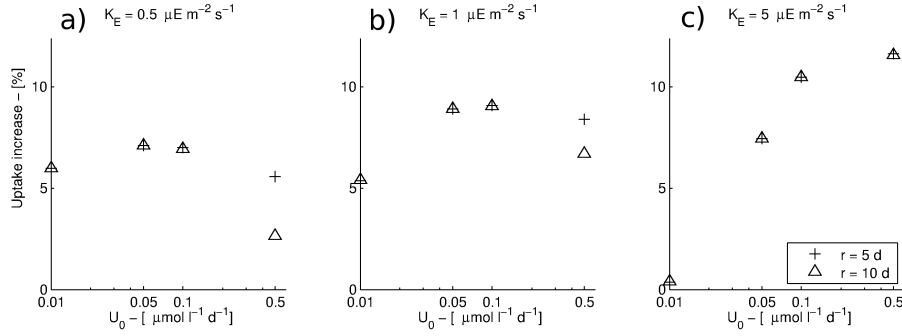 a) K_E = 0.5 μE m⁻² s⁻¹
b) K_E = 1 μE m⁻² s⁻¹
c) K_E = 5 μE m⁻² s⁻¹
Uptake increase – [%]
10
5
0
0.01 0.05 0.1 0.5
U_0 – [ μmol l⁻¹ d⁻¹]
10
5
0
0.01 0.05 0.1 0.5
U_0 – [ μmol l⁻¹ d⁻¹]
10
5
0
0.01 0.05 0.1 0.5
U_0 – [ μmol l⁻¹ d⁻¹]
r = 5 d
r = 10 d